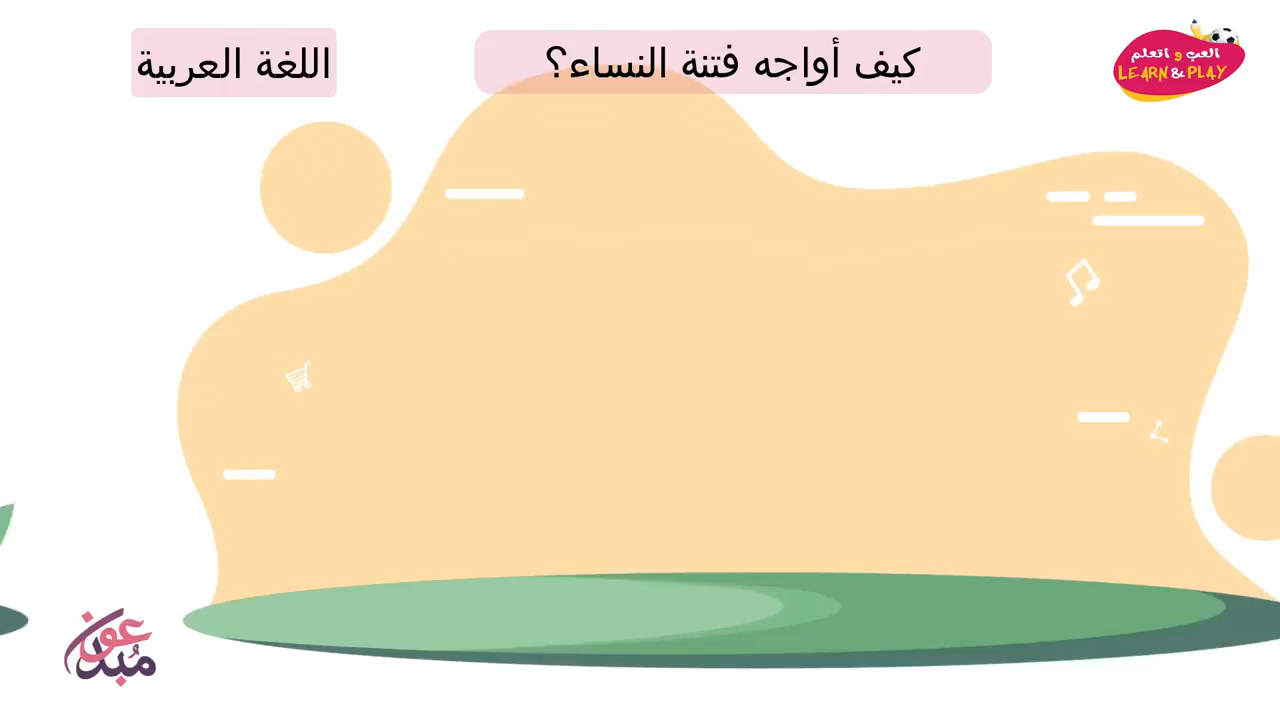 كيف أواجه فتنة النساء؟
اللغة العربية
العب و اتعلم
LEARN & PLAY
مبدعون